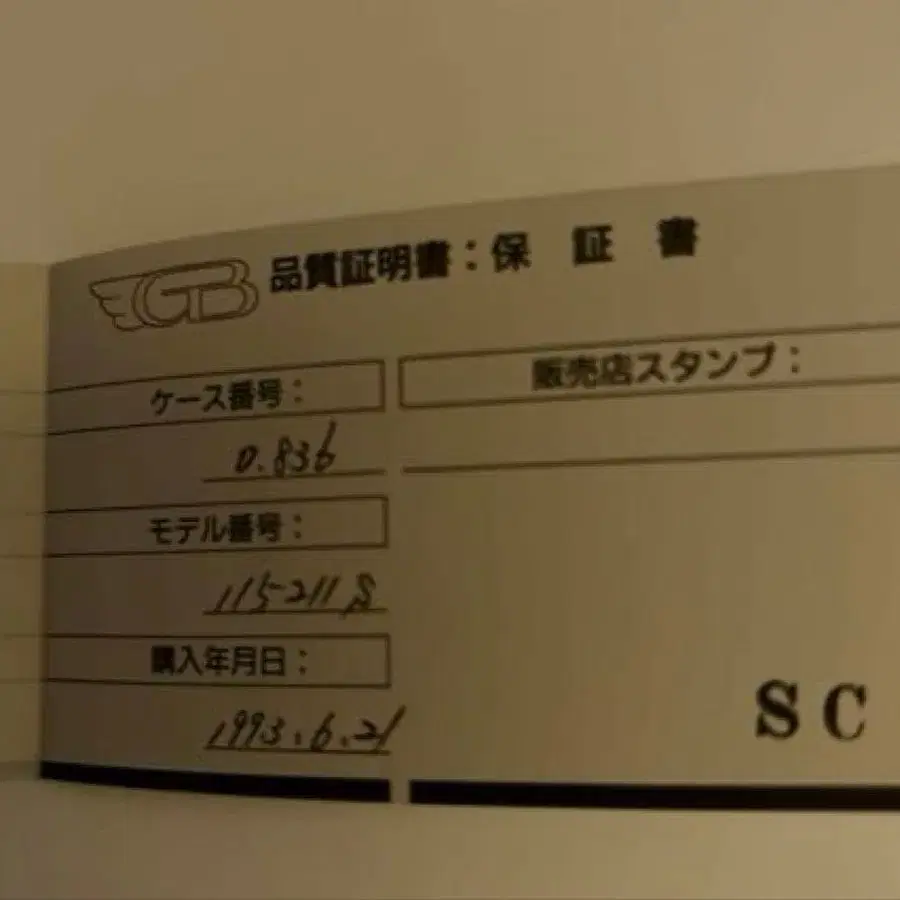 GB 品質証明書：保 証 書
ケース番号：
0.836
モデル番号：
115-211 S
購入年月日：
1993.6.21
販売店スタンプ：
SC